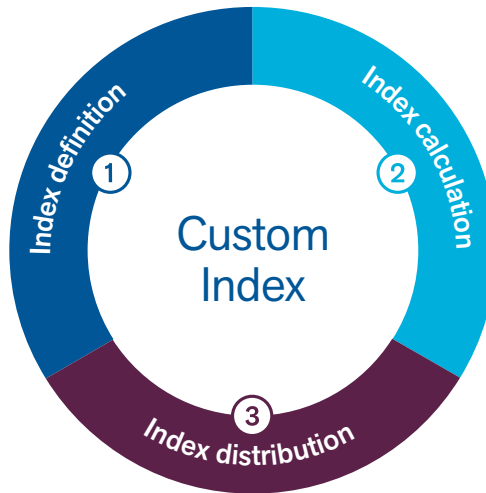 Index definition
1
Index calculation
2
Custom
Index
3
Index distribution